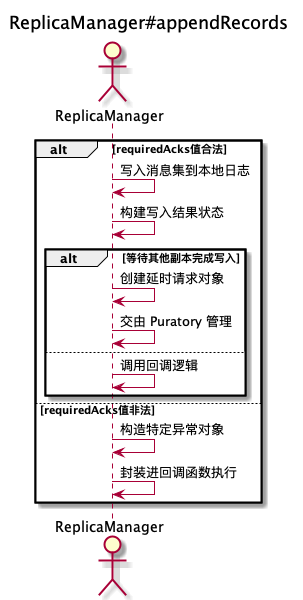 ReplicaManager#appendRecords
ReplicaManager
alt [requiredAcks值合法]
写入消息集到本地日志
构建写入结果状态
alt [等待其他副本完成写入]
创建延时请求对象
交由 Puratory 管理
调用回调逻辑
[requiredAcks值非法]
构造特定异常对象
封装进回调函数执行
ReplicaManager